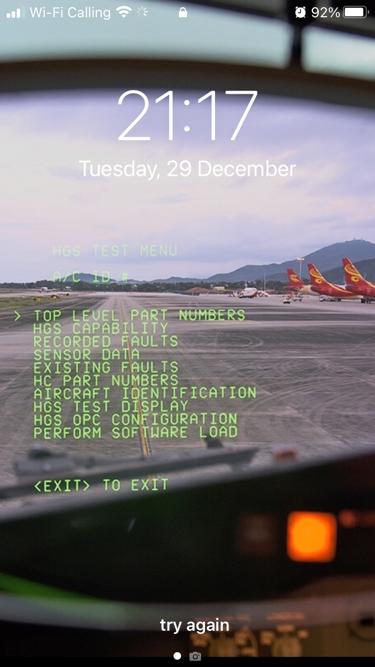 Wi-Fi Calling 92%
21:17
Tuesday, 29 December
HGS TEST MENU
A/C ID #
> TOP LEVEL PART NUMBERS
HGS CAPABILITY
RECORDED FAULTS
SENSOR DATA
EXISTING FAULTS
HC PART NUMBERS
AIRCRAFT IDENTIFICATION
HGS TEST DISPLAY
HGS OPC CONFIGURATION
PERFORM SOFTWARE LOAD
<EXIT> TO EXIT
try again